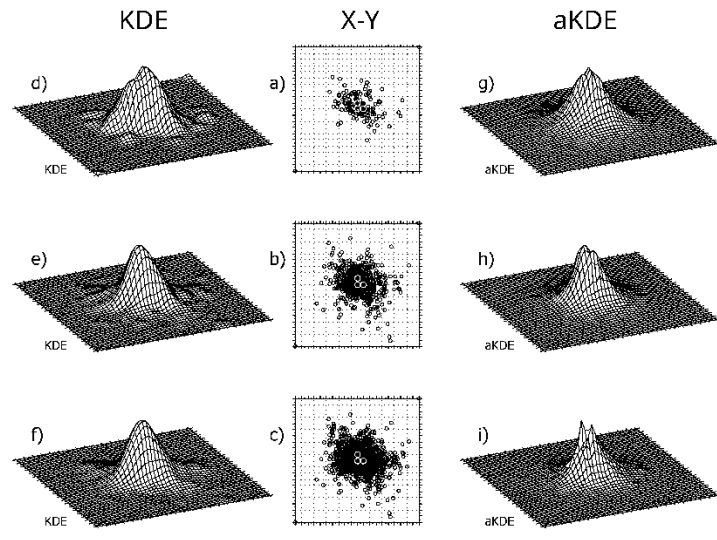 KDE X-Y aKDE
d) a) g)
KDE aKDE
e) b) h)
KDE aKDE
f) c) i)
KDE aKDE